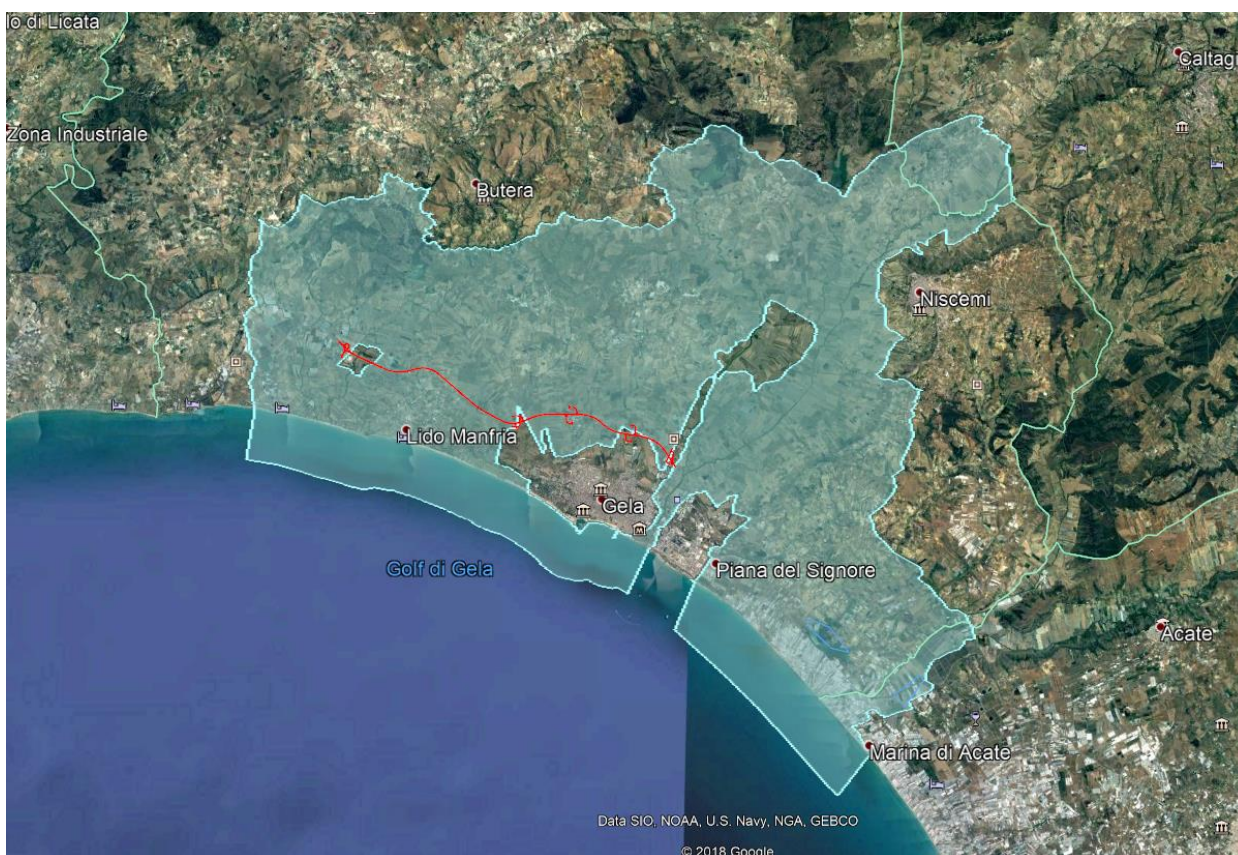 lo di Licata
Caltagi
Zona Industriale
Butera
Niscemi
Lido Manfria
Gela
Golf di Gela
Piana del Signore
Acate
Marina di Acate
Data SIO, NOAA, U.S. Navy, NGA, GEBCO
© 2018 Google